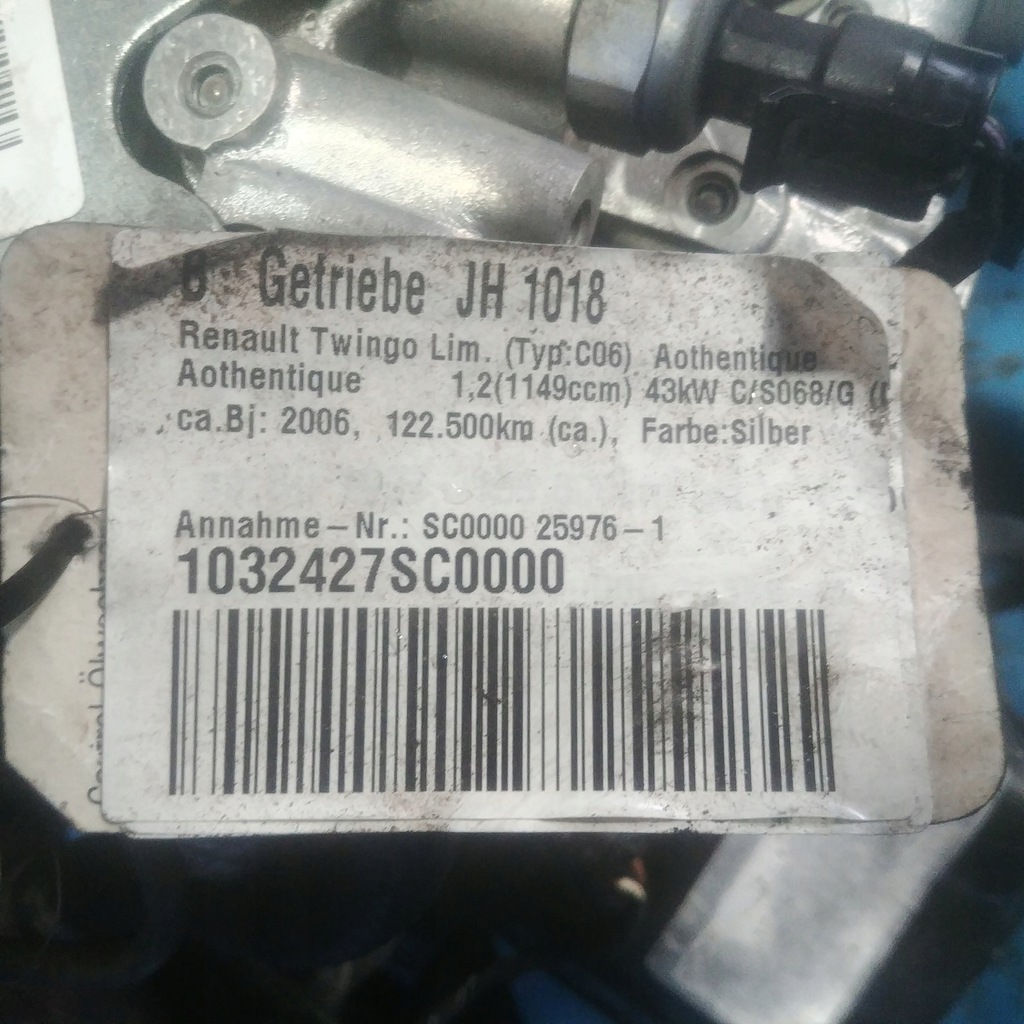 B Getriebe JH 1018
Renault Twingo Lim. (Typ:C06) Aothentique
Aothentique 1,2(1149ccm) 43kW C/S068/G (
ca.Bj: 2006, 122.500km (ca.), Farbe:Silber
Annahme-Nr.: SC0000 25976-1
1032427SC0000